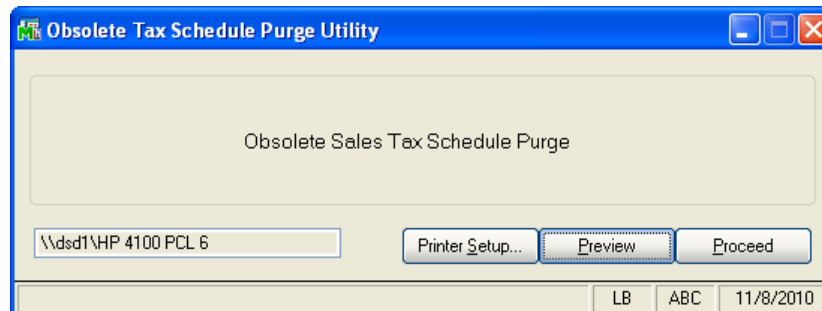 Obsolete Tax Schedule Purge Utility
Obsolete Sales Tax Schedule Purge
\\dsd1\HP 4100 PCL 6
Printer Setup... Preview Proceed
LB ABC 11/8/2010